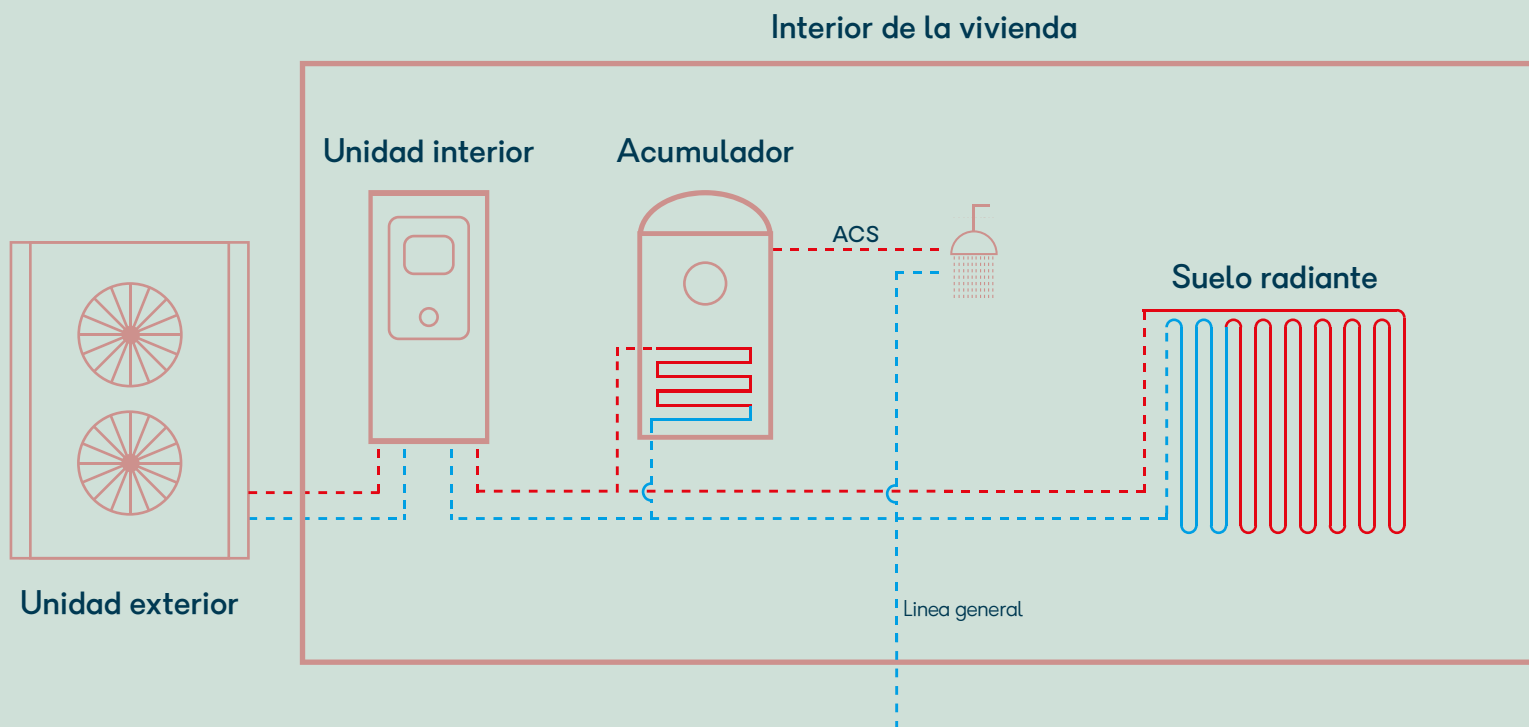 Interior de la vivienda
Unidad interior
Acumulador
ACS
Suelo radiante
Unidad exterior
Linea general